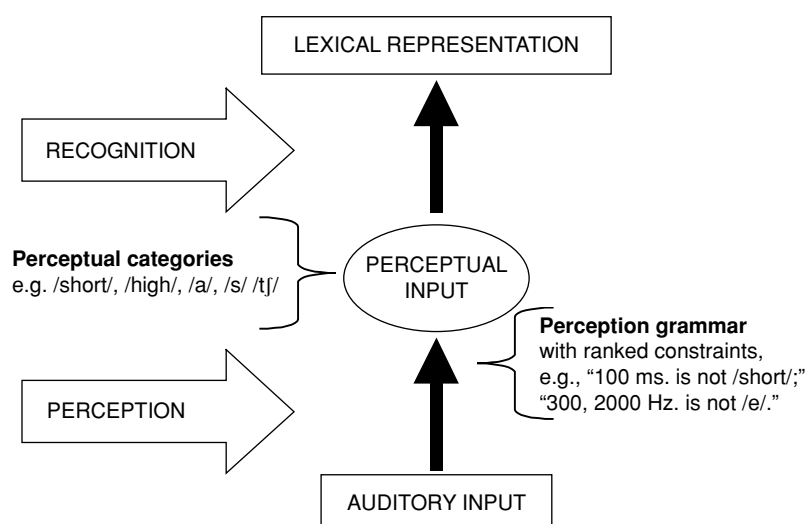 LEXICAL REPRESENTATION
RECOGNITION
Perceptual categories
e.g. /short/, /high/, /a/, /s/ /tʃ/
PERCEPTUAL
INPUT
Perception grammar
with ranked constraints,
e.g., “100 ms. is not /short/;”
“300, 2000 Hz. is not /e/.”
PERCEPTION
AUDITORY INPUT